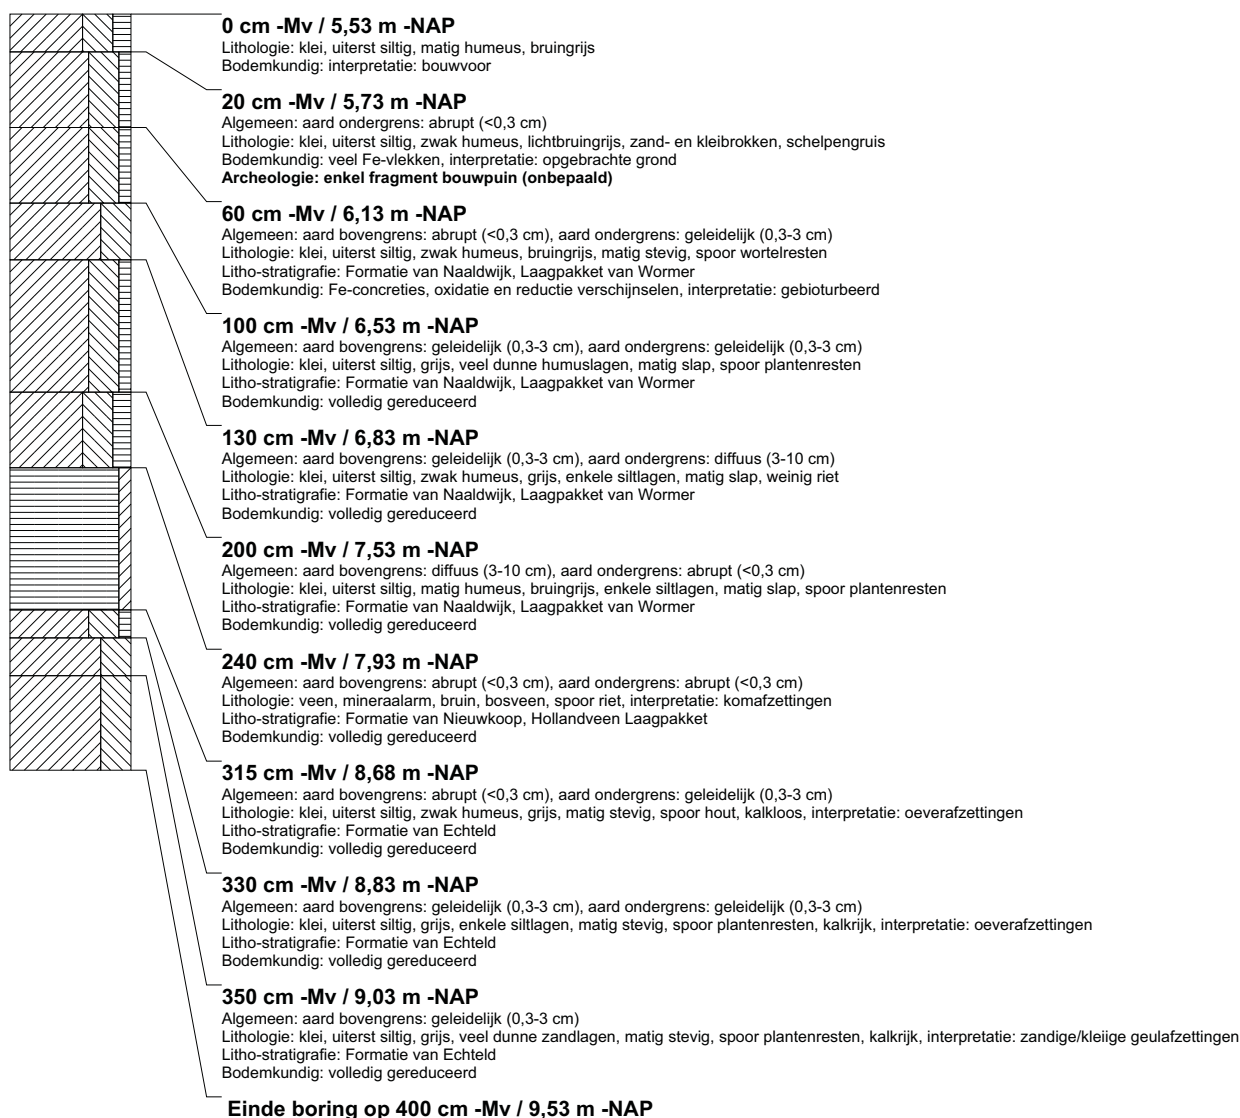 0 cm -Mv / 5,53 m -NAP
Lithologie: klei, uiterst siltig, matig humeus, bruingrijs
Bodemkundig: interpretatie: bouwvoor
20 cm -Mv / 5,73 m -NAP
Algemeen: aard ondergrens: abrupt (<0,3 cm)
Lithologie: klei, uiterst siltig, zwak humeus, lichtbruingrijs, zand- en kleibrokken, schelpengruis
Bodemkundig: veel Fe-vlekken, interpretatie: opgebrachte grond
Archeologie: enkel fragment bouwpuin (onbepaald)
60 cm -Mv / 6,13 m -NAP
Algemeen: aard bovengrens: abrupt (<0,3 cm), aard ondergrens: geleidelijk (0,3-3 cm)
Lithologie: klei, uiterst siltig, zwak humeus, bruingrijs, matig stevig, spoor wortelresten
Litho-stratigrafie: Formatie van Naaldwijk, Laagpakket van Wormer
Bodemkundig: Fe-concreties, oxidatie en reductie verschijnselen, interpretatie: gebioturbeerd
100 cm -Mv / 6,53 m -NAP
Algemeen: aard bovengrens: geleidelijk (0,3-3 cm), aard ondergrens: geleidelijk (0,3-3 cm)
Lithologie: klei, uiterst siltig, grijs, veel dunne humuslagen, matig slap, spoor plantenresten
Litho-stratigrafie: Formatie van Naaldwijk, Laagpakket van Wormer
Bodemkundig: volledig gereduceerd
130 cm -Mv / 6,83 m -NAP
Algemeen: aard bovengrens: geleidelijk (0,3-3 cm), aard ondergrens: diffuus (3-10 cm)
Lithologie: klei, uiterst siltig, zwak humeus, grijs, enkele siltlagen, matig slap, weinig riet
Litho-stratigrafie: Formatie van Naaldwijk, Laagpakket van Wormer
Bodemkundig: volledig gereduceerd
200 cm -Mv / 7,53 m -NAP
Algemeen: aard bovengrens: diffuus (3-10 cm), aard ondergrens: abrupt (<0,3 cm)
Lithologie: klei, uiterst siltig, matig humeus, bruingrijs, enkele siltlagen, matig slap, spoor plantenresten
Litho-stratigrafie: Formatie van Naaldwijk, Laagpakket van Wormer
Bodemkundig: volledig gereduceerd
240 cm -Mv / 7,93 m -NAP
Algemeen: aard bovengrens: abrupt (<0,3 cm), aard ondergrens: abrupt (<0,3 cm)
Lithologie: veen, mineraalarm, bruin, bosveen, spoor riet, interpretatie: komafzettingen
Litho-stratigrafie: Formatie van Nieuwkoop, Hollandveen Laagpakket
Bodemkundig: volledig gereduceerd
315 cm -Mv / 8,68 m -NAP
Algemeen: aard bovengrens: abrupt (<0,3 cm), aard ondergrens: geleidelijk (0,3-3 cm)
Lithologie: klei, uiterst siltig, zwak humeus, grijs, matig stevig, spoor hout, kalkloos, interpretatie: oeverafzettingen
Litho-stratigrafie: Formatie van Echteld
Bodemkundig: volledig gereduceerd
330 cm -Mv / 8,83 m -NAP
Algemeen: aard bovengrens: geleidelijk (0,3-3 cm), aard ondergrens: geleidelijk (0,3-3 cm)
Lithologie: klei, uiterst siltig, grijs, enkele siltlagen, matig stevig, spoor plantenresten, kalkrijk, interpretatie: oeverafzettingen
Litho-stratigrafie: Formatie van Echteld
Bodemkundig: volledig gereduceerd
350 cm -Mv / 9,03 m -NAP
Algemeen: aard bovengrens: geleidelijk (0,3-3 cm)
Lithologie: klei, uiterst siltig, grijs, veel dunne zandlagen, matig stevig, spoor plantenresten, kalkrijk, interpretatie: zandige/kleiige geulafzettingen
Litho-stratigrafie: Formatie van Echteld
Bodemkundig: volledig gereduceerd
Einde boring op 400 cm -Mv / 9,53 m -NAP